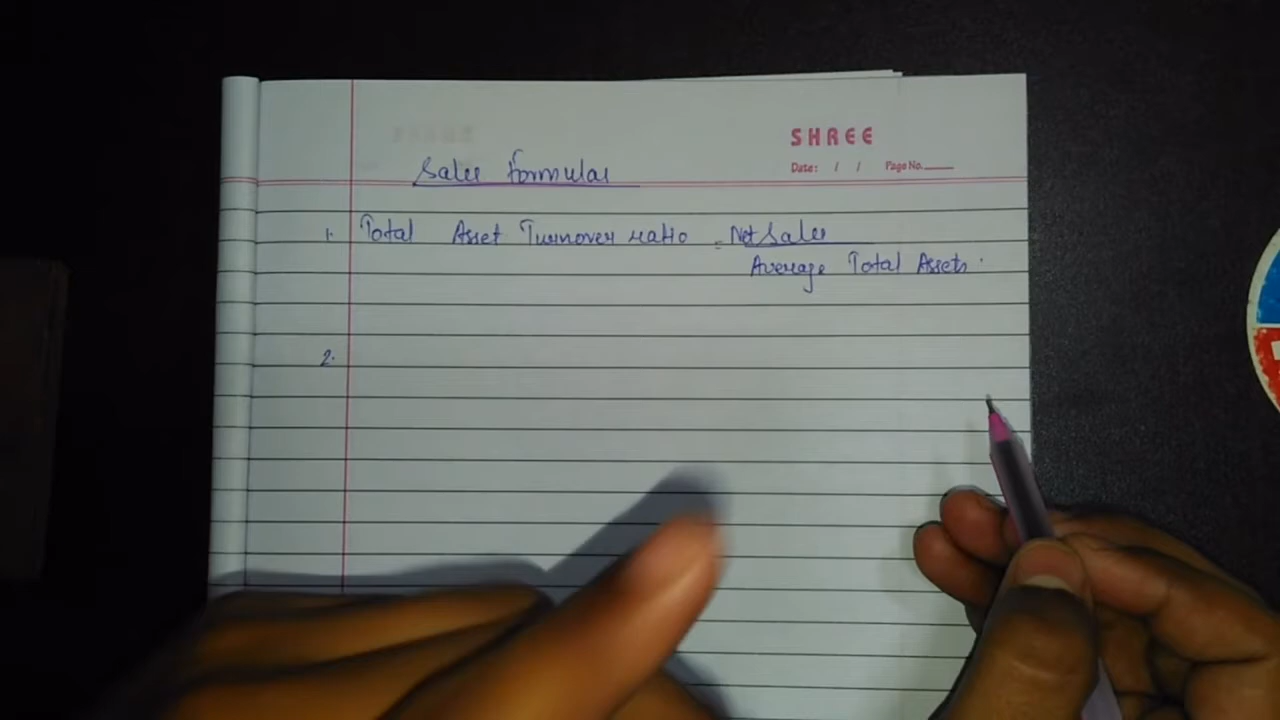 SHREE
Date: / / Page No.
Sales Formulas
1. Total Asset Turnover ratio = Net Sales
Average Total Assets.
2.